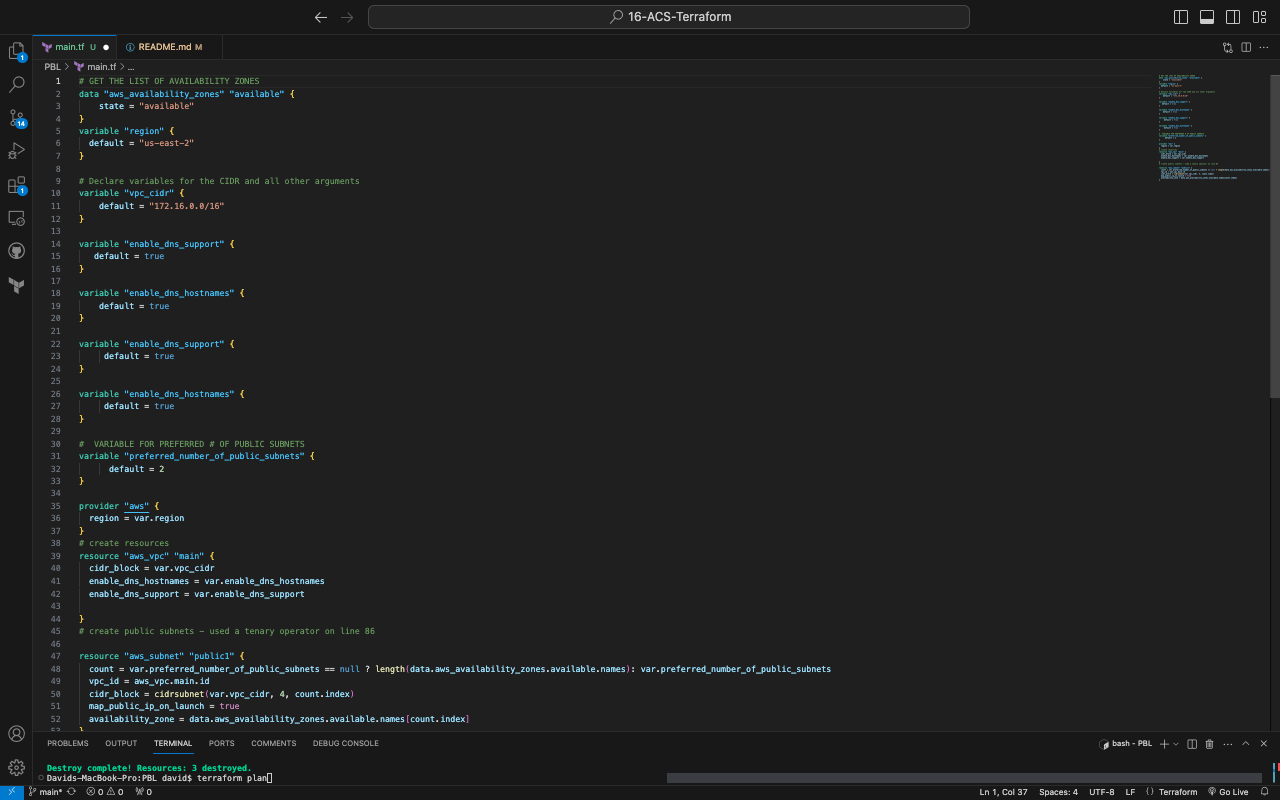 16-ACS-Terraform
main.tf U
README.md M
PBL > main.tf > ...
1 # GET THE LIST OF AVAILABILITY ZONES
2 data "aws_availability_zones" "available" {
3 state = "available"
4 }
5 variable "region" {
6 default = "us-east-2"
7 }
8
9 # Declare variables for the CIDR and all other arguments
10 variable "vpc_cidr" {
11 default = "172.16.0.0/16"
12 }
13
14 variable "enable_dns_support" {
15 default = true
16 }
17
18 variable "enable_dns_hostnames" {
19 default = true
20 }
21
22 variable "enable_dns_support" {
23 default = true
24 }
25
26 variable "enable_dns_hostnames" {
27 default = true
28 }
29
30 # VARIABLE FOR PREFERRED # OF PUBLIC SUBNETS
31 variable "preferred_number_of_public_subnets" {
32 default = 2
33 }
34
35 provider "aws" {
36 region = var.region
37 }
38 # create resources
39 resource "aws_vpc" "main" {
40 cidr_block = var.vpc_cidr
41 enable_dns_hostnames = var.enable_dns_hostnames
42 enable_dns_support = var.enable_dns_support
43
44 }
45 # create public subnets - used a tenary operator on line 86
46
47 resource "aws_subnet" "public1" {
48 count = var.preferred_number_of_public_subnets == null ? length(data.aws_availability_zones.available.names): var.preferred_number_of_public_subnets
49 vpc_id = aws_vpc.main.id
50 cidr_block = cidrsubnet(var.vpc_cidr, 4, count.index)
51 map_public_ip_on_launch = true
52 availability_zone = data.aws_availability_zones.available.names[count.index]
53 }
1
14
1
PROBLEMS OUTPUT TERMINAL PORTS COMMENTS DEBUG CONSOLE
bash - PBL
Destroy complete! Resources: 3 destroyed.
Davids-MacBook-Pro:PBL david$ terraform plan
main* 0 0 0
Ln 1, Col 37 Spaces: 4 UTF-8 LF {} Terraform Go Live